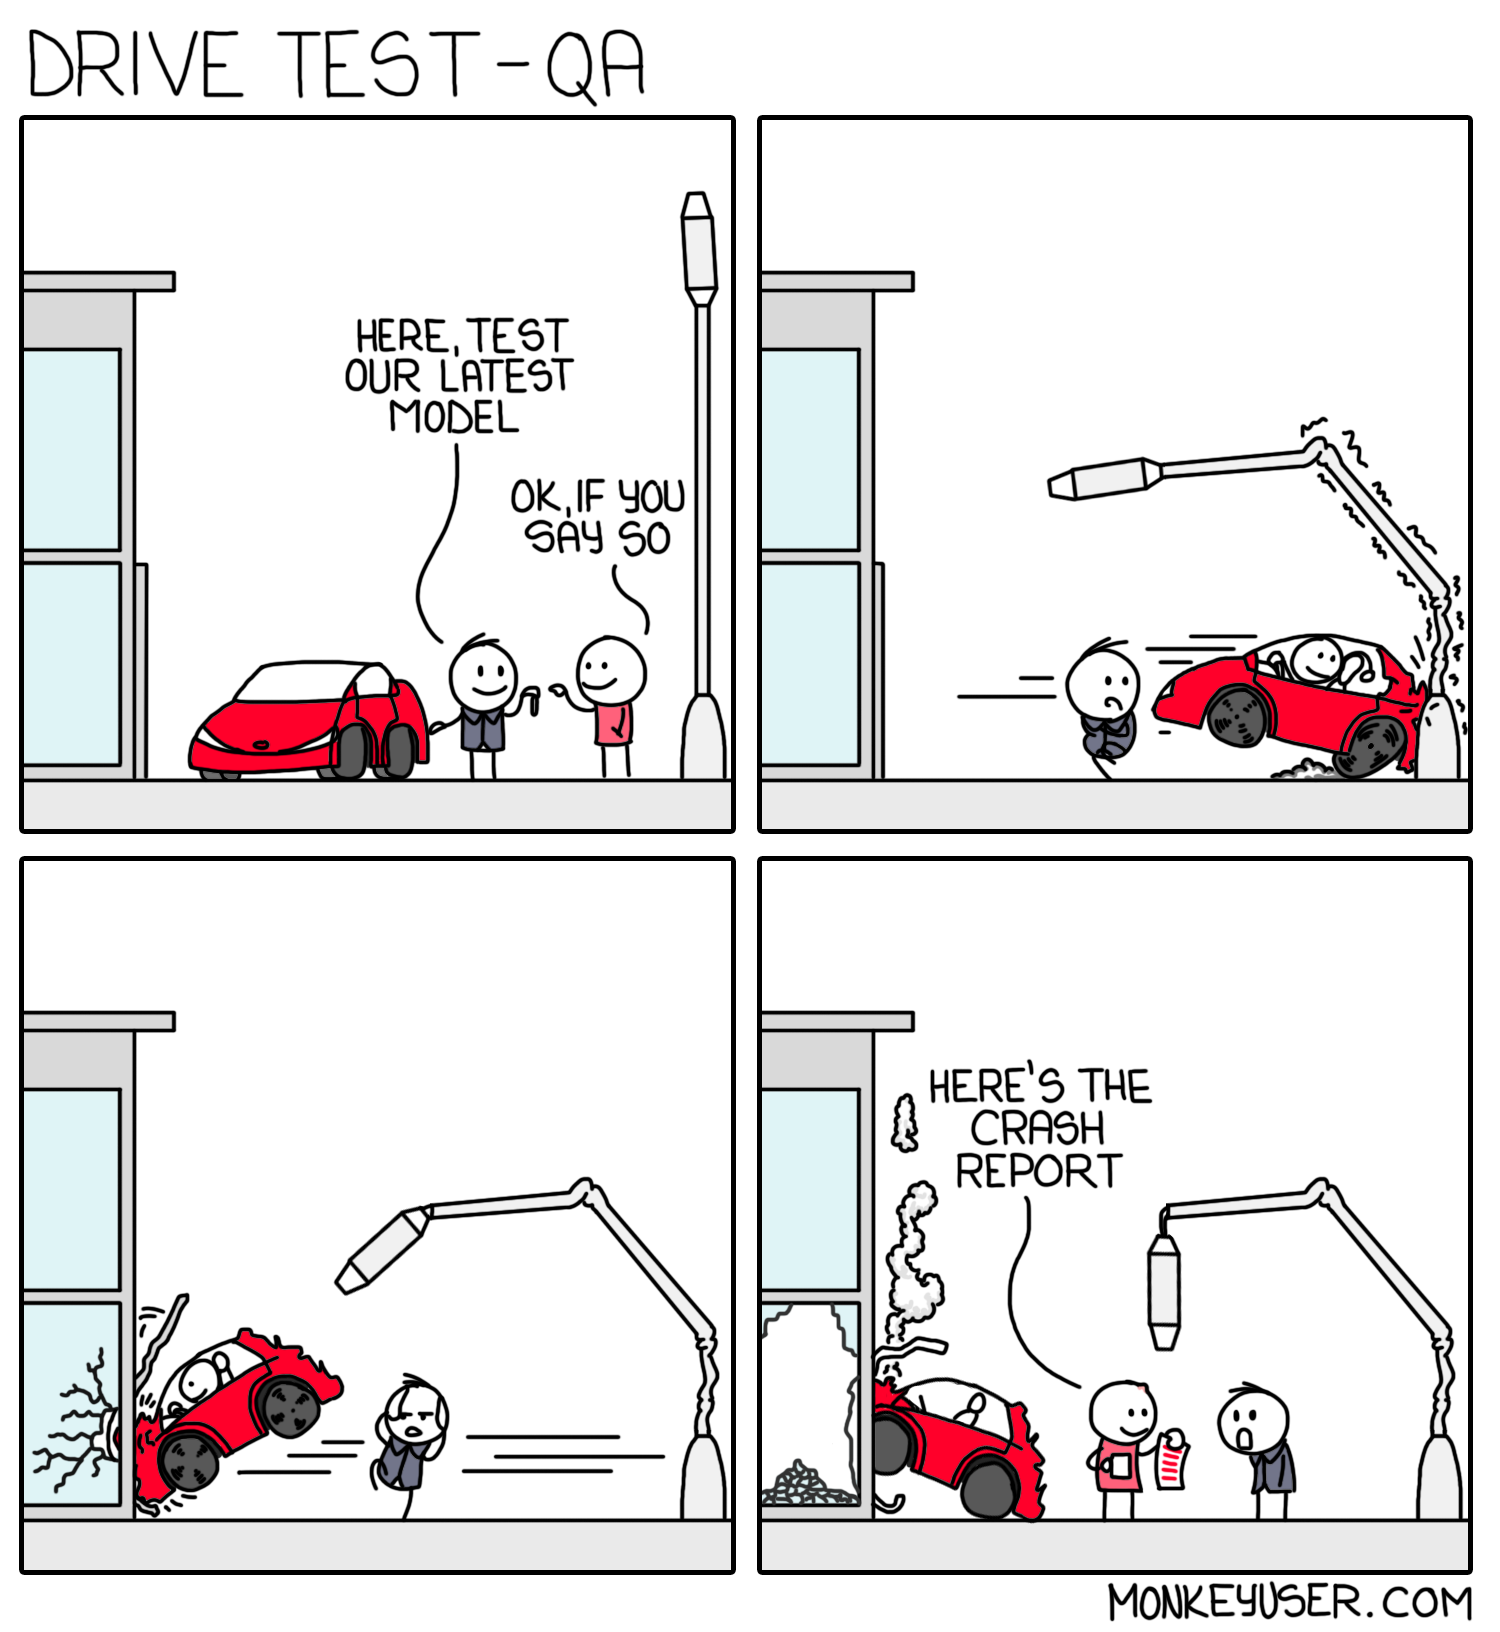 DRIVE TEST - QA
HERE, TEST
OUR LATEST
MODEL
OK, IF YOU
SAY SO
HERE'S THE
CRASH
REPORT
MONKEYUSER.COM